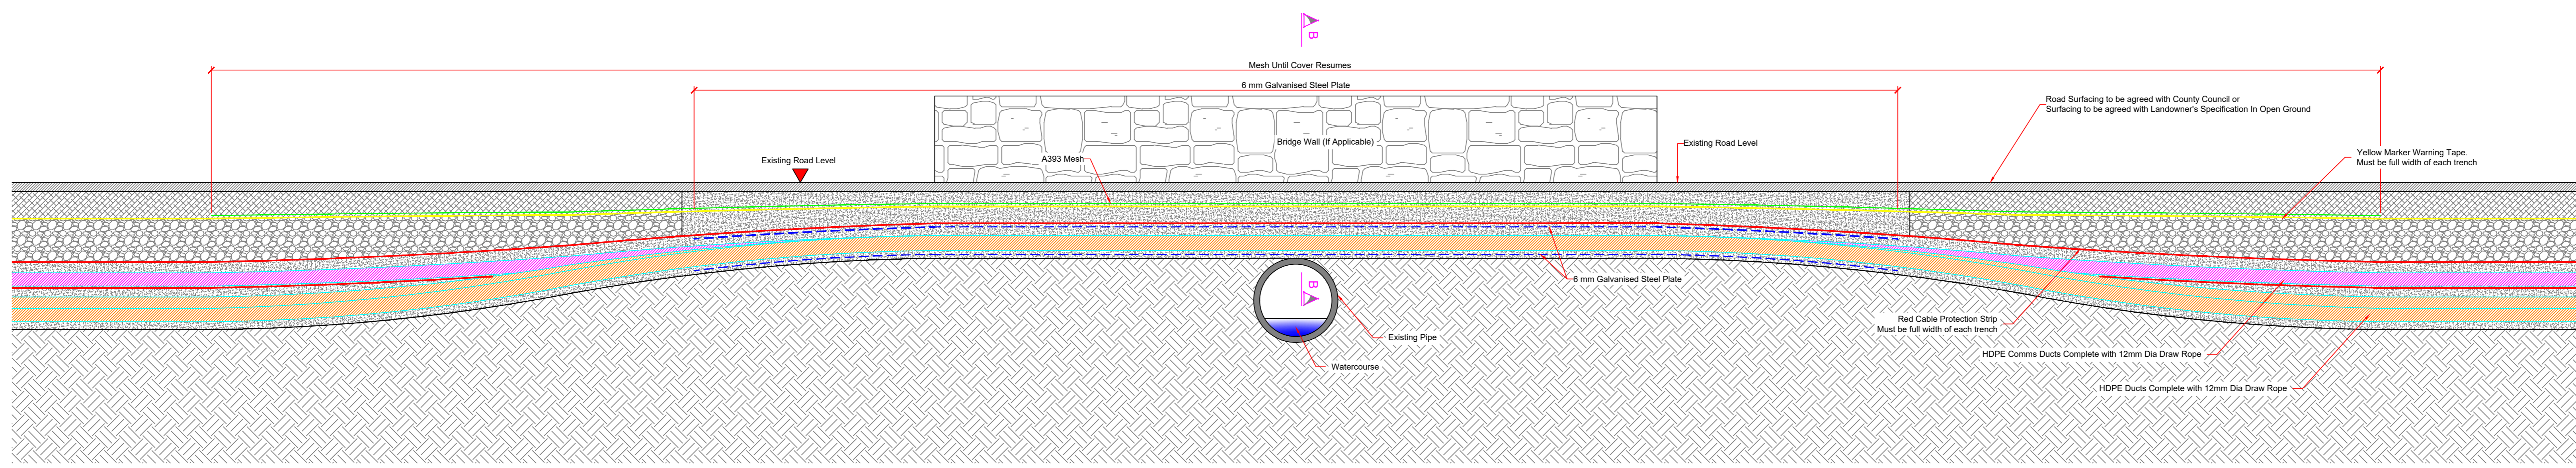 B
Mesh Until Cover Resumes
6 mm Galvanised Steel Plate
Road Surfacing to be agreed with County Council or
Surfacing to be agreed with Landowner's Specification In Open Ground
Bridge Wall (If Applicable)
Existing Road Level
Yellow Marker Warning Tape.
Must be full width of each trench
A393 Mesh
Existing Road Level
6 mm Galvanised Steel Plate
B
Red Cable Protection Strip
Must be full width of each trench
Existing Pipe
HDPE Comms Ducts Complete with 12mm Dia Draw Rope
Watercourse
HDPE Ducts Complete with 12mm Dia Draw Rope